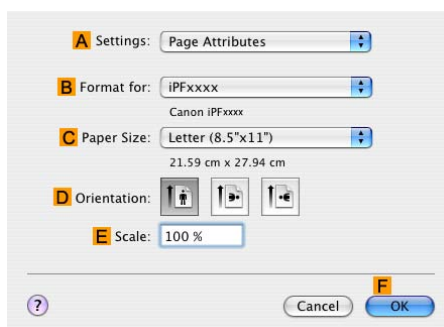 A Settings: Page Attributes
B Format for: iPFxxxx
Canon iPFxxxx
C Paper Size: Letter (8.5"x11")
21.59 cm x 27.94 cm
D Orientation:
E Scale: 100 %
F
? Cancel OK